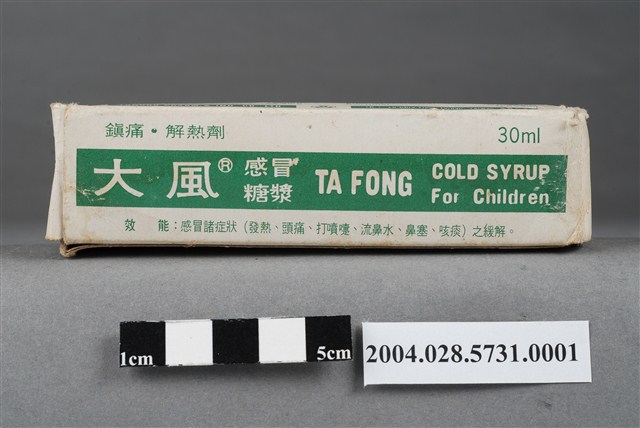 鎮痛・解熱劑 30ml
大風® 感冒糖漿 TA FONG COLD SYRUP For Children
效 能：感冒諸症狀（發熱、頭痛、打噴嚏、流鼻水、鼻塞、咳痰）之緩解。
1cm 5cm
2004.028.5731.0001